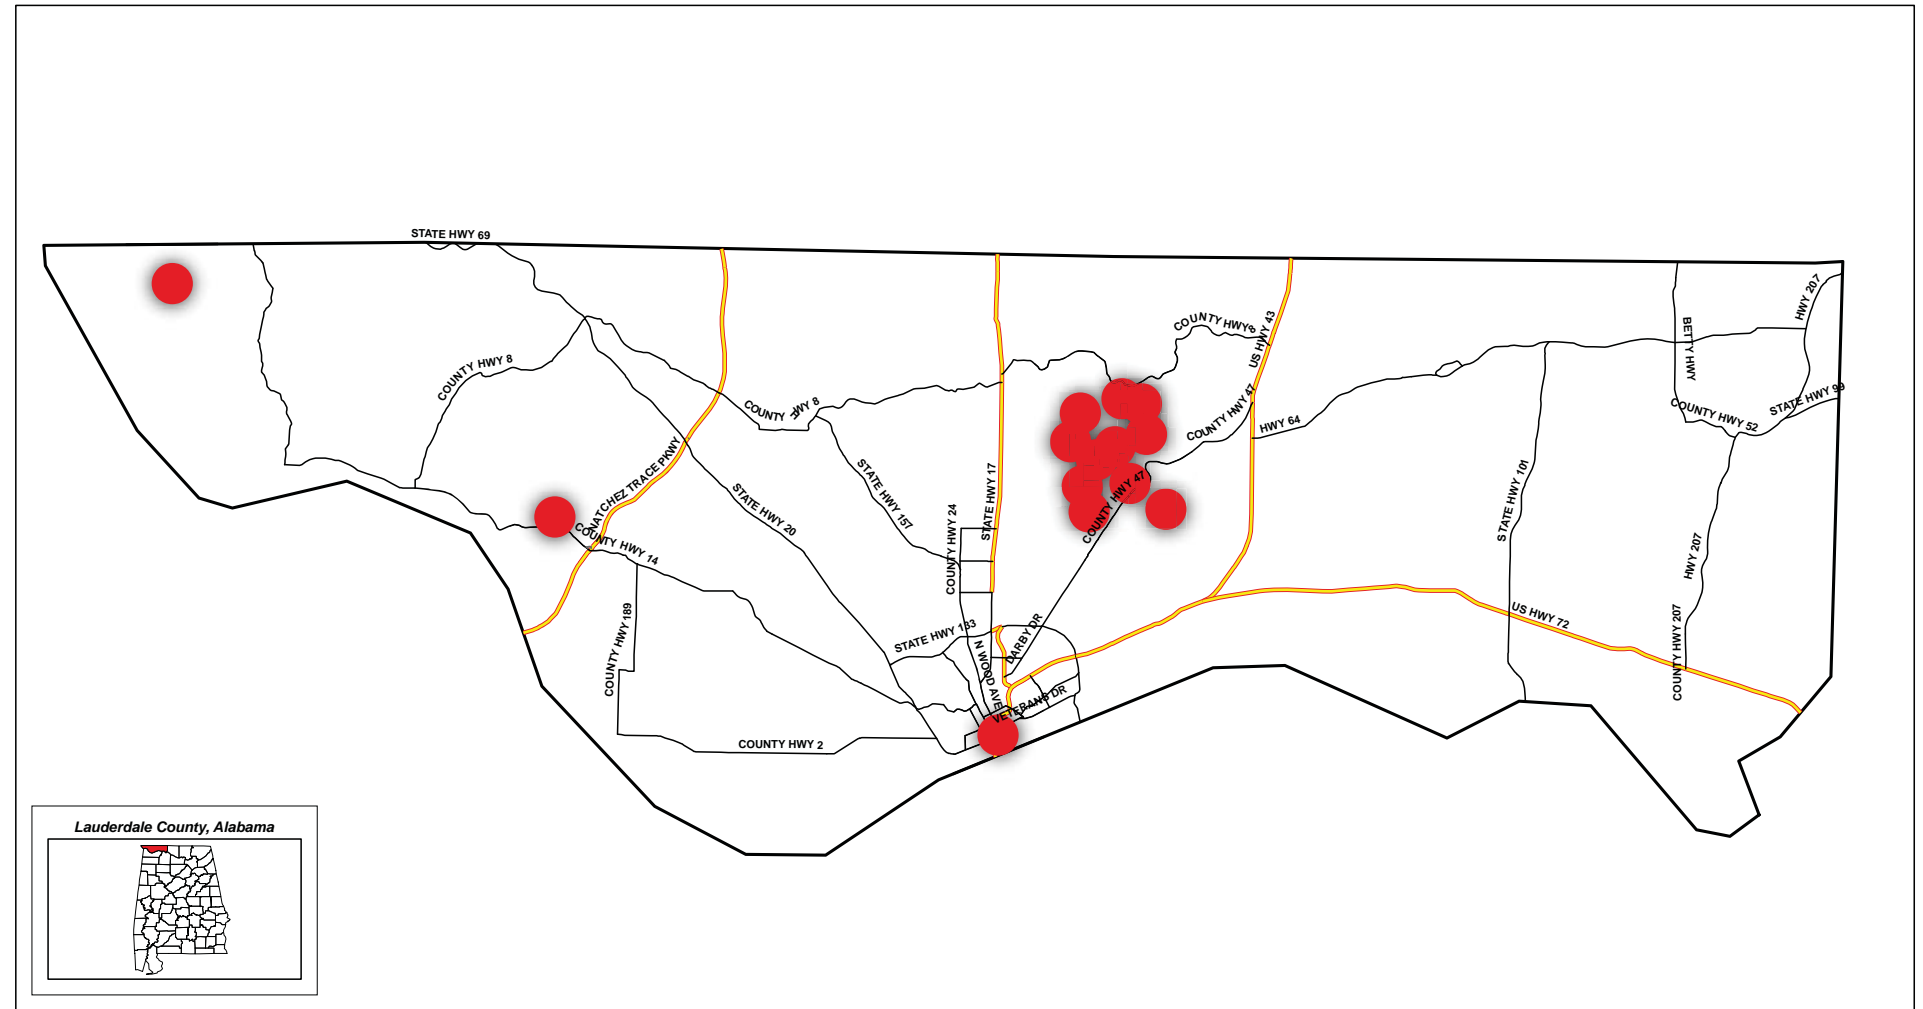 STATE HWY 69
HWY 207
COUNTY HWY8
US HWY 43
BETTY HWY
COUNTY HWY 8
COUNTY HWY 8
COUNTY HWY 47
STATE HWY 99
COUNTY HWY 52
HWY 64
NATCHEZ TRACE PKWY
STATE HWY 20
STATE HWY 157
STATE HWY 17
COUNTY HWY 47
STATE HWY 101
COUNTY HWY 14
COUNTY HWY 24
HWY 207
US HWY 72
COUNTY HWY 189
STATE HWY 133
DARBY DR
N WOOD AVE
COUNTY HWY 207
VETERANS DR
COUNTY HWY 2
Lauderdale County, Alabama